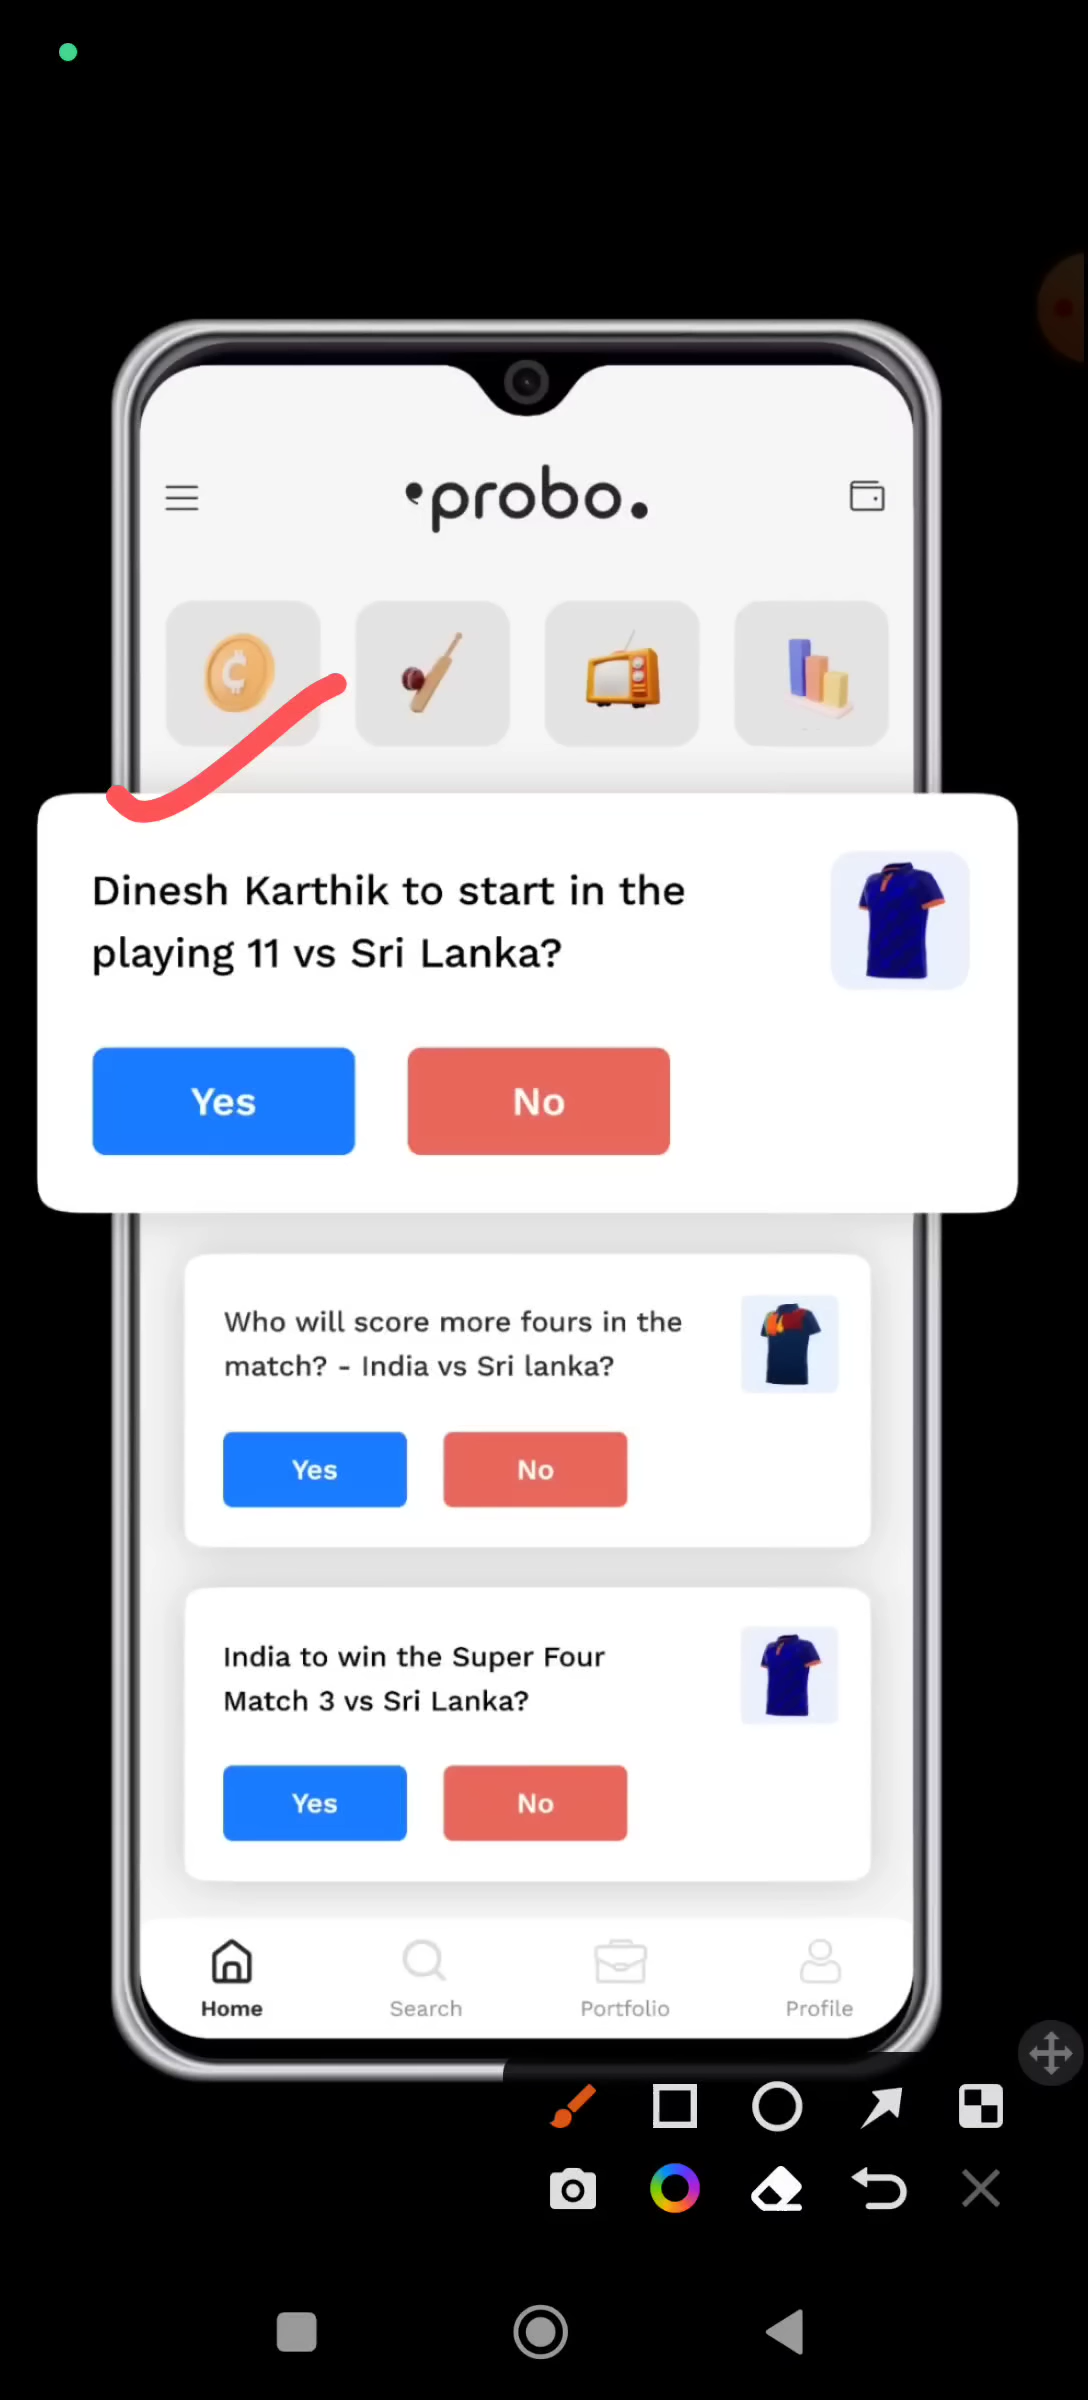 probo.
Dinesh Karthik to start in the
playing 11 vs Sri Lanka?
Yes
No
Who will score more fours in the
match? - India vs Sri lanka?
Yes
No
India to win the Super Four
Match 3 vs Sri Lanka?
Yes
No
Home
Search
Portfolio
Profile